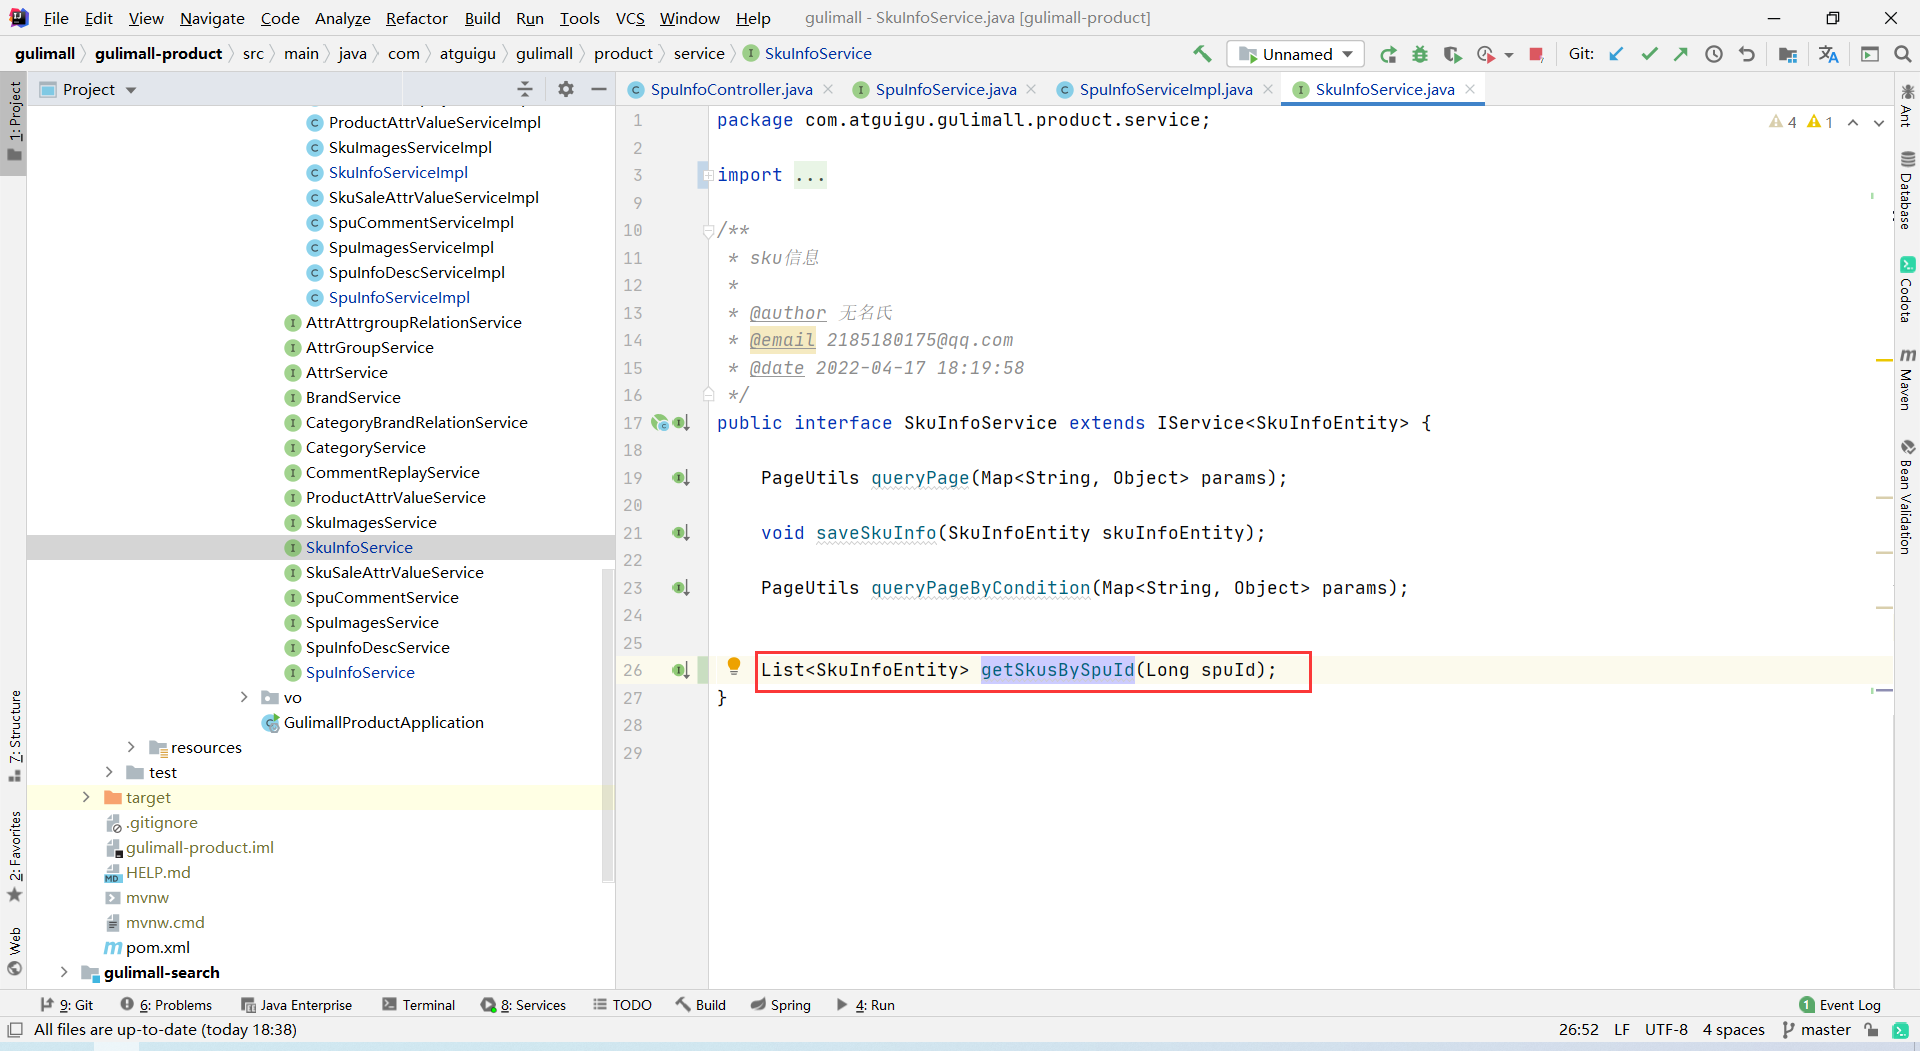 File Edit View Navigate Code Analyze Refactor Build Run Tools VCS Window Help gulimall - SkuInfoService.java [gulimall-product]
gulimall gulimall-product src main java com atguigu gulimall product service SkuInfoService Unnamed Git:
Project SpuInfoController.java SpuInfoService.java SpuInfoServiceImpl.java SkuInfoService.java
1: Project
7: Structure
2: Favorites
Web
ProductAttrValueServiceImpl
SkuImagesServiceImpl
SkuInfoServiceImpl
SkuSaleAttrValueServiceImpl
SpuCommentServiceImpl
SpuImagesServiceImpl
SpuInfoDescServiceImpl
SpuInfoServiceImpl
AttrAttrgroupRelationService
AttrGroupService
AttrService
BrandService
CategoryBrandRelationService
CategoryService
CommentReplayService
ProductAttrValueService
SkuImagesService
SkuInfoService
SkuSaleAttrValueService
SpuCommentService
SpuImagesService
SpuInfoDescService
SpuInfoService
vo
GulimallProductApplication
resources
test
target
.gitignore
gulimall-product.iml
HELP.md
mvnw
mvnw.cmd
pom.xml
gulimall-search
1 package com.atguigu.gulimall.product.service;
2
3 import ...
9
10 /**
11 * sku信息
12 *
13 * @author 无名氏
14 * @email 2185180175@qq.com
15 * @date 2022-04-17 18:19:58
16 */
17 public interface SkuInfoService extends IService<SkuInfoEntity> {
18
19 PageUtils queryPage(Map<String, Object> params);
20
21 void saveSkuInfo(SkuInfoEntity skuInfoEntity);
22
23 PageUtils queryPageByCondition(Map<String, Object> params);
24
25
26 List<SkuInfoEntity> getSkusBySpuId(Long spuId);
27 }
28
29
4 1
Ant
Database
Codota
Maven
Bean Validation
9: Git 6: Problems Java Enterprise Terminal 8: Services TODO Build Spring 4: Run 1 Event Log
All files are up-to-date (today 18:38) 26:52 LF UTF-8 4 spaces master